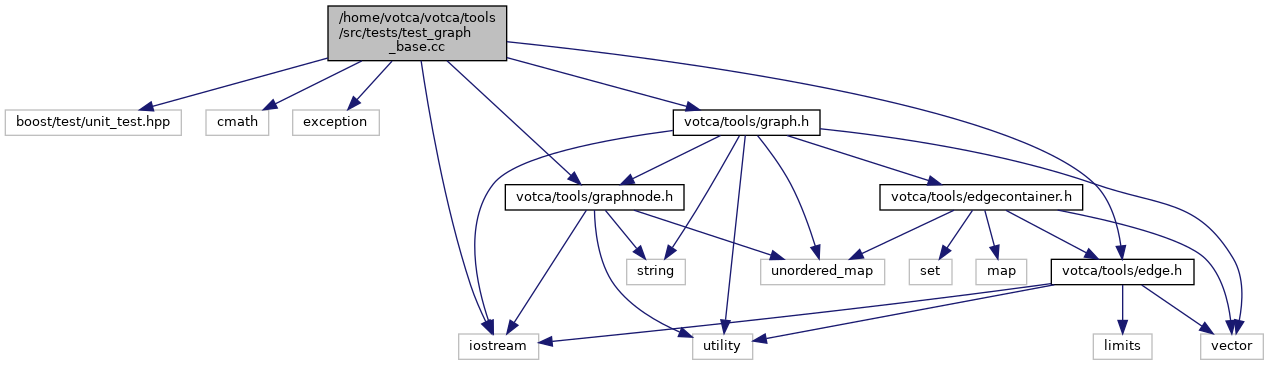 /home/votca/votca/tools
/src/tests/test_graph
_base.cc
boost/test/unit_test.hpp
cmath
exception
votca/tools/graph.h
votca/tools/graphnode.h
votca/tools/edgecontainer.h
string
unordered_map
set
map
votca/tools/edge.h
iostream
utility
limits
vector